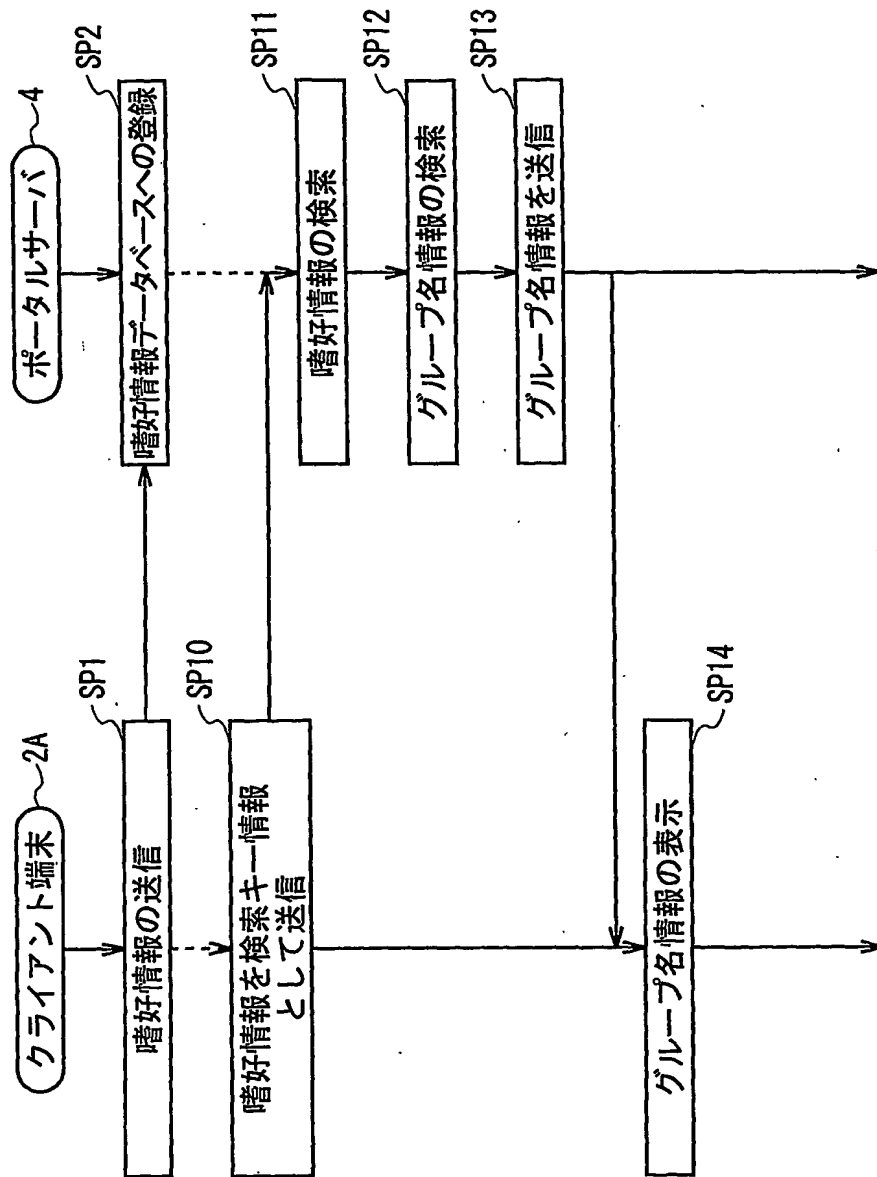 クライアント端末
2A
SP1
嗜好情報の送信
SP10
嗜好情報を検索キー情報
として送信
SP14
グループ名情報の表示
ポータルサーバ
4
SP2
嗜好情報データベースへの登録
SP11
嗜好情報の検索
SP12
グループ名情報の検索
SP13
グループ名情報を送信